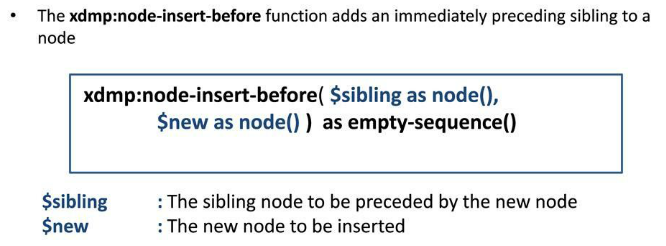 • The xdmp:node-insert-before function adds an immediately preceding sibling to a
node
xdmp:node-insert-before( $sibling as node(),
$new as node() ) as empty-sequence()
$sibling : The sibling node to be preceded by the new node
$new : The new node to be inserted